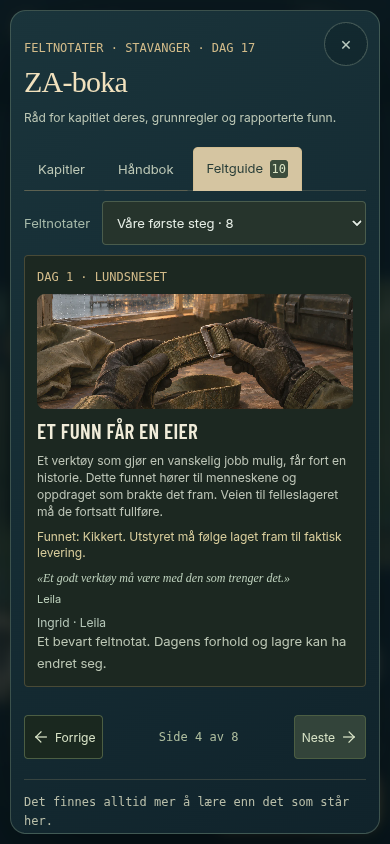 FELTNOTATER · STAVANGER · DAG 17
×
ZA-boka
Råd for kapitlet deres, grunnregler og rapporterte funn.
Kapitler
Håndbok
Feltguide 10
Feltnotater
Våre første steg · 8
DAG 1 · LUNDSNESET
ET FUNN FÅR EN EIER
Et verktøy som gjør en vanskelig jobb mulig, får fort en
historie. Dette funnet hører til menneskene og
oppdraget som brakte det fram. Veien til felleslageret
må de fortsatt fullføre.
Funnet: Kikkert. Utstyret må følge laget fram til faktisk
levering.
«Et godt verktøy må være med den som trenger det.»
Leila
Ingrid · Leila
Et bevart feltnotat. Dagens forhold og lagre kan ha
endret seg.
← Forrige
Side 4 av 8
Neste →
Det finnes alltid mer å lære enn det som står
her.